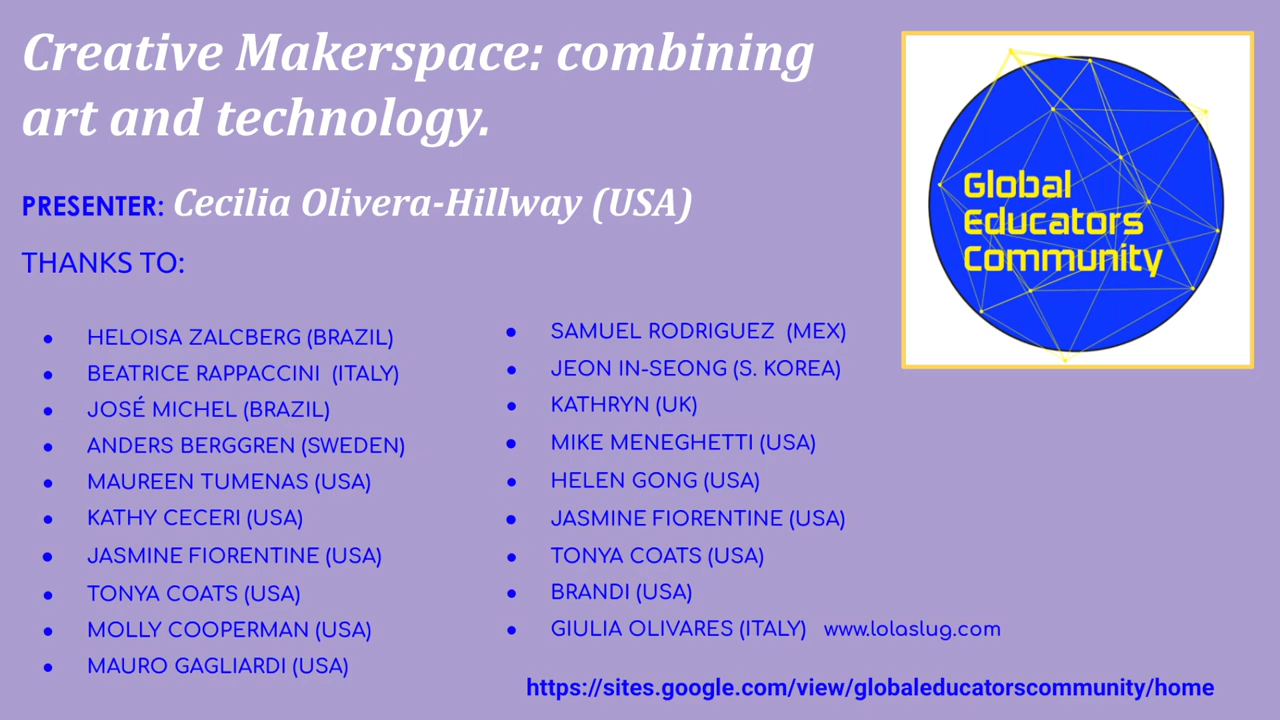 Creative Makerspace: combining
art and technology.
PRESENTER: Cecilia Olivera-Hillway (USA)
THANKS TO:
● HELOISA ZALCBERG (BRAZIL)
● BEATRICE RAPPACCINI (ITALY)
● JOSÉ MICHEL (BRAZIL)
● ANDERS BERGGREN (SWEDEN)
● MAUREEN TUMENAS (USA)
● KATHY CECERI (USA)
● JASMINE FIORENTINE (USA)
● TONYA COATS (USA)
● MOLLY COOPERMAN (USA)
● MAURO GAGLIARDI (USA)
● SAMUEL RODRIGUEZ (MEX)
● JEON IN-SEONG (S. KOREA)
● KATHRYN (UK)
● MIKE MENEGHETTI (USA)
● HELEN GONG (USA)
● JASMINE FIORENTINE (USA)
● TONYA COATS (USA)
● BRANDI (USA)
● GIULIA OLIVARES (ITALY) www.lolaslug.com
https://sites.google.com/view/globaleducatorscommunity/home
Global
Educators
Community